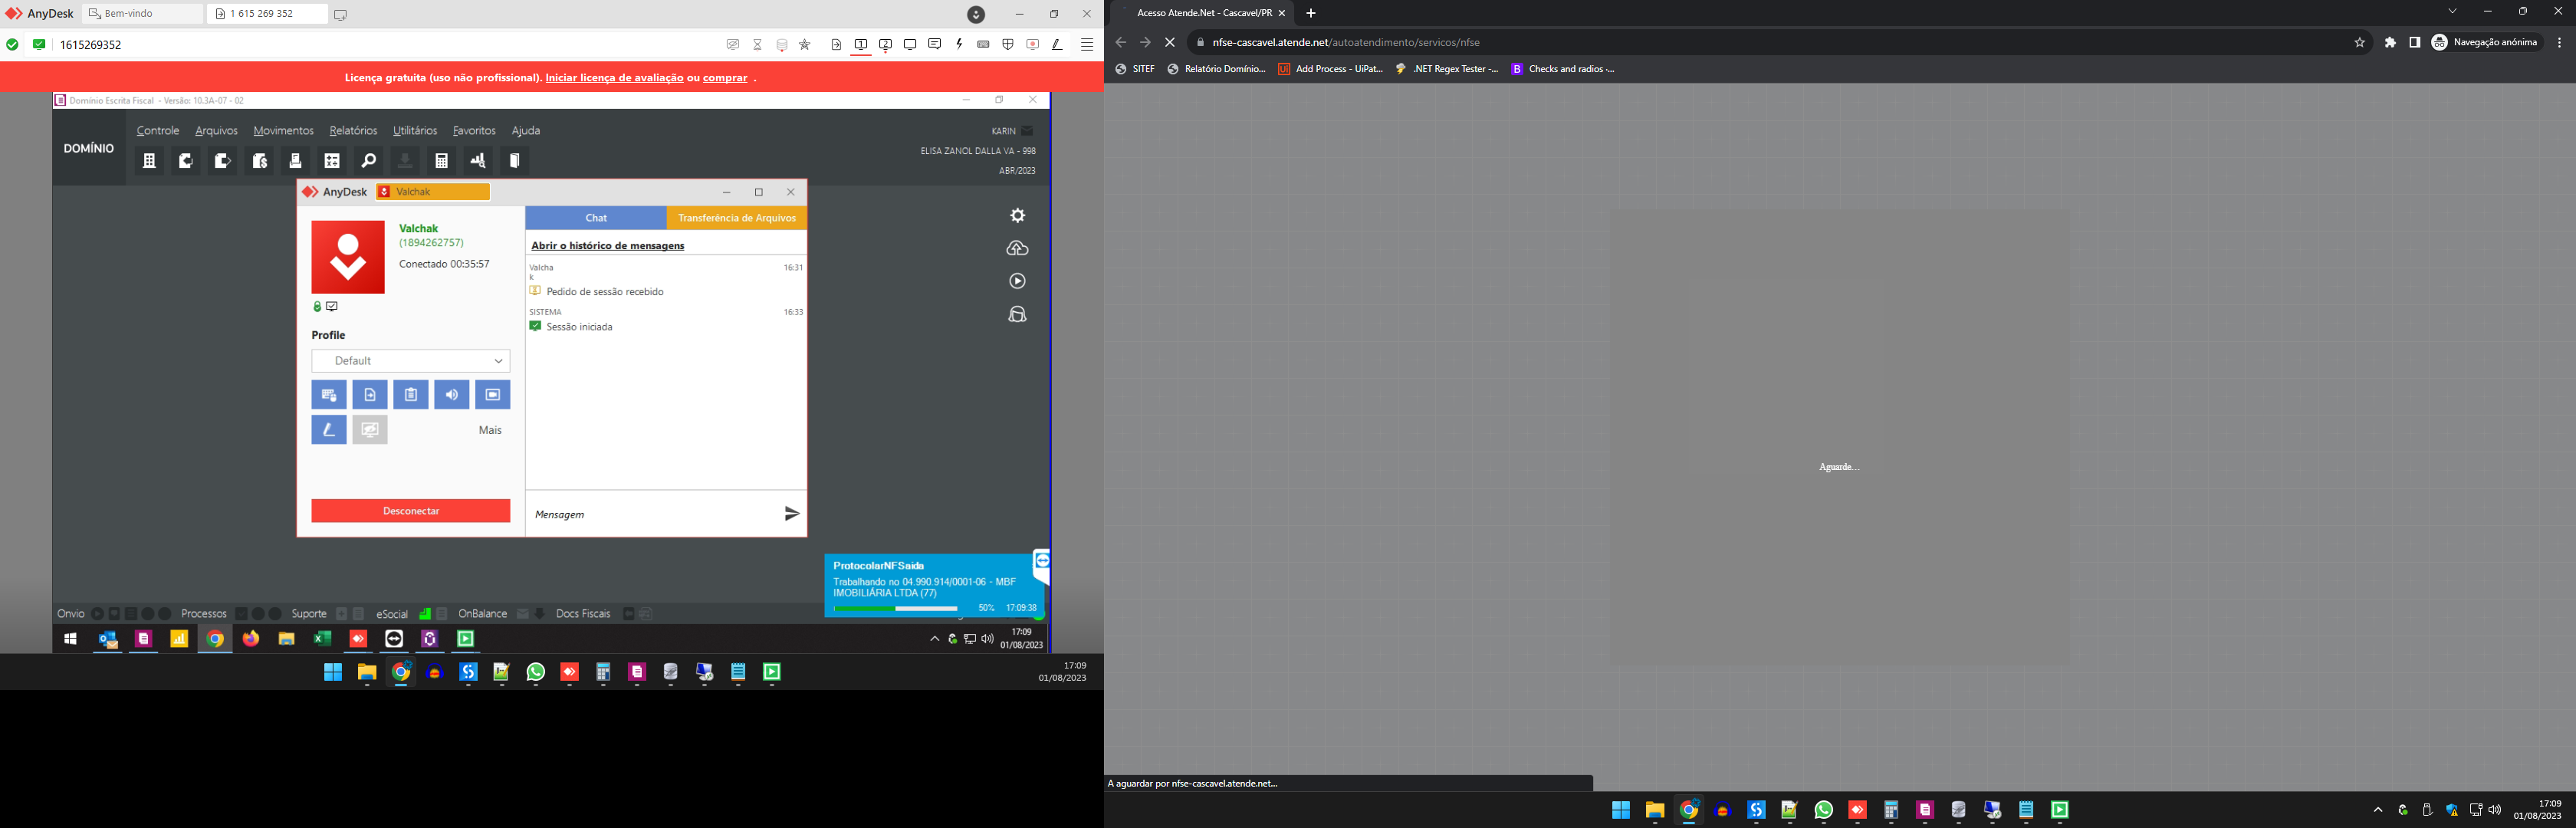 AnyDesk
Bem-vindo
1 615 269 352
1615269352
Licença gratuita (uso não profissional). Iniciar licença de avaliação ou comprar .
Domínio Escrita Fiscal - Versão: 10.3A-07 - 02
DOMÍNIO
Controle Arquivos Movimentos Relatórios Utilitários Favoritos Ajuda
KARIN
ELISA ZANOL DALLA VA - 998
ABR/2023
AnyDesk
Valchak
Valchak
(1894262757)
Conectado 00:35:57
Profile
Default
Mais
Desconectar
Chat
Transferência de Arquivos
Abrir o histórico de mensagens
Valcha
k
16:31
Pedido de sessão recebido
SISTEMA
16:33
Sessão iniciada
Mensagem
ProtocolarNFSaida
Trabalhando no 04.990.914/0001-06 - MBF
IMOBILIÁRIA LTDA (77)
50% 17:09:38
Onvio Processos Suporte eSocial OnBalance Docs Fiscais
17:09
01/08/2023
17:09
01/08/2023
Acesso Atende.Net - Cascavel/PR
nfse-cascavel.atende.net/autoatendimento/servicos/nfse
Navegação anónima
SITEF
Relatório Domínio...
Add Process - UiPat...
.NET Regex Tester -...
Checks and radios -...
Aguarde...
A aguardar por nfse-cascavel.atende.net...
17:09
01/08/2023